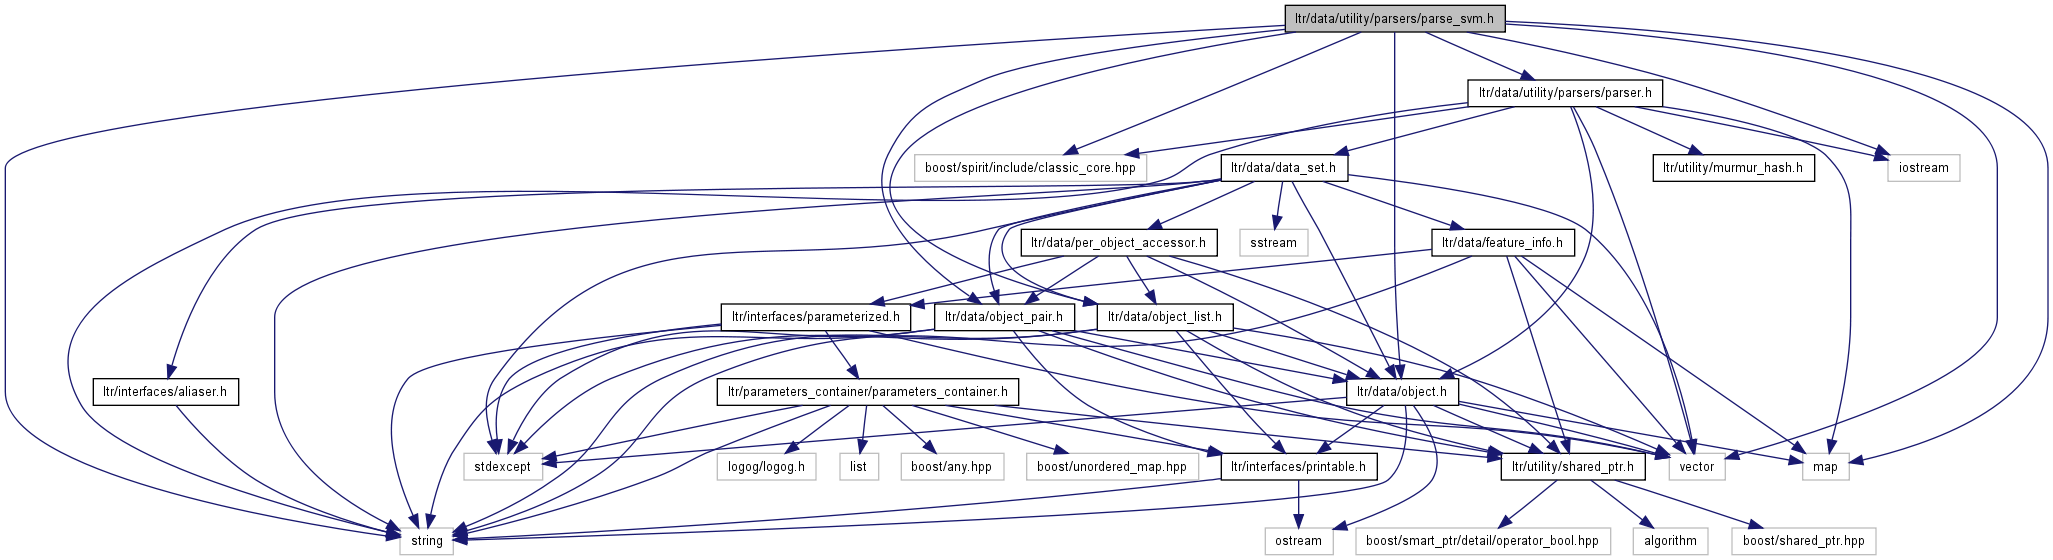 ltr/data/utility/parsers/parse_svm.h
ltr/data/utility/parsers/parser.h
boost/spirit/include/classic_core.hpp
ltr/data/data_set.h
ltr/utility/murmur_hash.h
iostream
ltr/data/per_object_accessor.h
sstream
ltr/data/feature_info.h
ltr/interfaces/parameterized.h
ltr/data/object_pair.h
ltr/data/object_list.h
ltr/interfaces/aliaser.h
ltr/parameters_container/parameters_container.h
ltr/data/object.h
stdexcept
logog/logog.h
list
boost/any.hpp
boost/unordered_map.hpp
ltr/interfaces/printable.h
ltr/utility/shared_ptr.h
vector
map
string
ostream
boost/smart_ptr/detail/operator_bool.hpp
algorithm
boost/shared_ptr.hpp